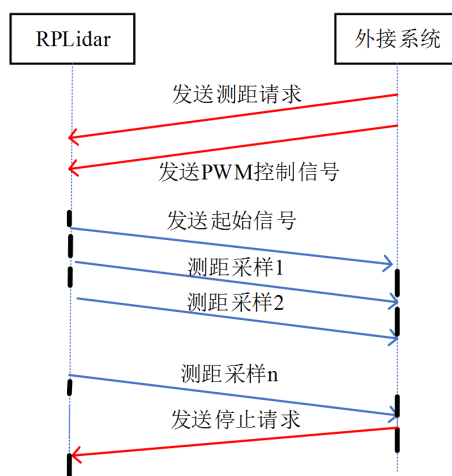 RPLidar
外接系统
发送测距请求
发送PWM控制信号
发送起始信号
测距采样1
测距采样2
测距采样n
发送停止请求